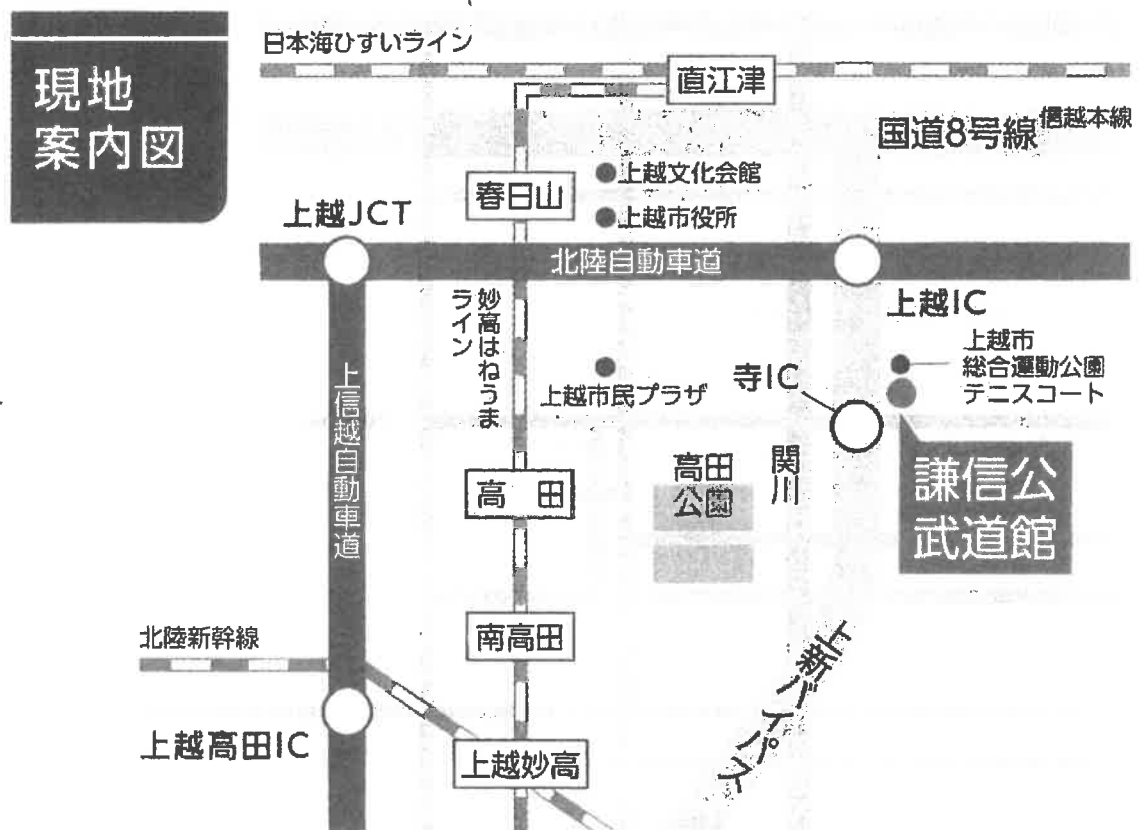 現地
案内図
日本海ひすいライン
直江津
信越本線
国道8号線
春日山
上越文化会館
上越市役所
上越JCT
北陸自動車道
上越IC
妙高はねうま
ライン
上越市
総合運動公園
テニスコート
上越市民プラザ
寺IC
上信越自動車道
高田
公園
関川
謙信公
武道館
高　田
南高田
北陸新幹線
上新バイパス
上越高田IC
上越妙高